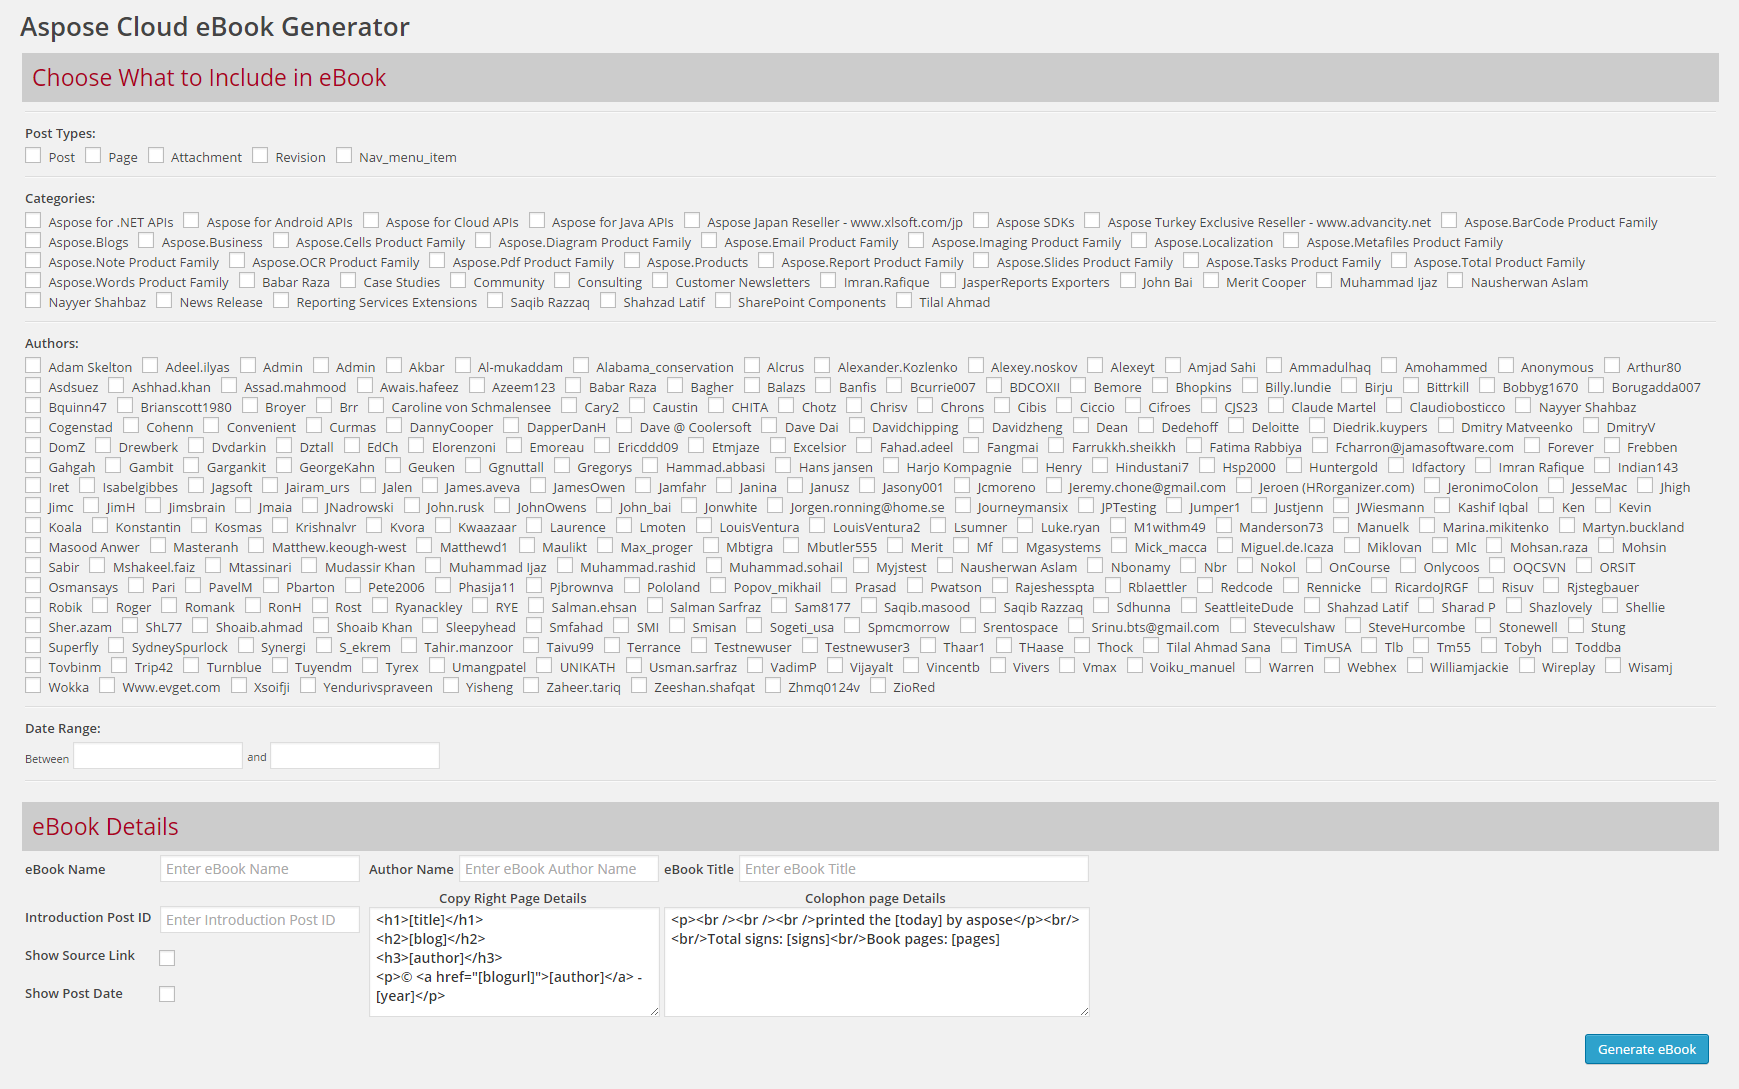 Aspose Cloud eBook Generator
Choose What to Include in eBook
Post Types:
Post Page Attachment Revision Nav_menu_item
Categories:
Aspose for .NET APIs Aspose for Android APIs Aspose for Cloud APIs Aspose for Java APIs Aspose Japan Reseller - www.xlsoft.com/jp Aspose SDKs Aspose Turkey Exclusive Reseller - www.advancity.net Aspose.BarCode Product Family
Aspose.Blogs Aspose.Business Aspose.Cells Product Family Aspose.Diagram Product Family Aspose.Email Product Family Aspose.Imaging Product Family Aspose.Localization Aspose.Metafiles Product Family
Aspose.Note Product Family Aspose.OCR Product Family Aspose.Pdf Product Family Aspose.Products Aspose.Report Product Family Aspose.Slides Product Family Aspose.Tasks Product Family Aspose.Total Product Family
Aspose.Words Product Family Babar Raza Case Studies Community Consulting Customer Newsletters Imran.Rafique JasperReports Exporters John Bai Merit Cooper Muhammad Ijaz Nausherwan Aslam
Nayyer Shahbaz News Release Reporting Services Extensions Saqib Razzaq Shahzad Latif SharePoint Components Tilal Ahmad
Authors:
Adam Skelton Adeel.ilyas Admin Admin Akbar Al-mukaddam Alabama_conservation Alcrus Alexander.Kozlenko Alexey.noskov Alexeyt Amjad Sahi Ammadulhaq Amohammed Anonymous Arthur80
Asdsuez Ashhad.khan Assad.mahmood Awais.hafeez Azeem123 Babar Raza Bagher Balazs Banfis Bcurrie007 BDCOXII Bemore Bhopkins Billy.lundie Birju Bittrkill Bobbyg1670 Borugadda007
Bquinn47 Brianscott1980 Broyer Brr Caroline von Schmalensee Cary2 Caustin CHITA Chotz Chrisv Chrons Cibis Ciccio Cifroes CJS23 Claude Martel Claudiobosticco Nayyer Shahbaz
Cogenstad Cohenn Convenient Curmas DannyCooper DapperDanH Dave @ Coolersoft Dave Dai Davidchipping Davidzheng Dean Dedehoff Deloitte Diedrik.kuypers Dmitry Matveenko DmitryV
DomZ Drewberk Dvdarkin Dztall EdCh Elorenzoni Emoreau Ericddd09 Etmjaze Excelsior Fahad.adeel Fangmai Farrukkh.sheikkh Fatima Rabbiya Fcharron@jamasoftware.com Forever Frebben
Gahgah Gambit Gargankit GeorgeKahn Geuken Ggnuttall Gregorys Hammad.abbasi Hans jansen Harjo Kompagnie Henry Hindustani7 Hsp2000 Huntergold Idfactory Imran Rafique Indian143
Iret Isabelgibbes Jagsoft Jairam_urs Jalen James.aveva JamesOwen Jamfahr Janina Janusz Jasony001 Jcmoreno Jeremy.chone@gmail.com Jeroen (HRorganizer.com) JeronimoColon JesseMac Jhigh
Jimc JimH Jimsbrain Jmaia JNadrowski John.rusk JohnOwens John_bai Jonwhite Jorgen.ronning@home.se Journeymansix JPTesting Jumper1 Justjenn JWiesmann Kashif Iqbal Ken Kevin
Koala Konstantin Kosmas Krishnalvr Kvora Kwaazaar Laurence Lmoten LouisVentura LouisVentura2 Lsumner Luke.ryan M1withm49 Manderson73 Manuelk Marina.mikitenko Martyn.buckland
Masood Anwer Masteranh Matthew.keough-west Matthewd1 Maulikt Max_proger Mbtigra Mbutler555 Merit Mf Mgasystems Mick_macca Miguel.de.Icaza Miklovan Mlc Mohsan.raza Mohsin
Sabir Mshakeel.faiz Mtassinari Mudassir Khan Muhammad Ijaz Muhammad.rashid Muhammad.sohail Myjstest Nausherwan Aslam Nbonamy Nbr Nokol OnCourse Onlycoos OQCSVN ORSIT
Osmansays Pari PavelM Pbarton Pete2006 Phasija11 Pjbrownva Pololand Popov_mikhail Prasad Pwatson Rajeshesspta Rblaettler Redcode Rennicke RicardoJRGF Risuv Rjstegbauer
Robik Roger Romank RonH Rost Ryanackley RYE Salman.ehsan Salman Sarfraz Sam8177 Saqib.masood Saqib Razzaq Sdhunna SeattleiteDude Shahzad Latif Sharad P Shazlovely Shellie
Sher.azam ShL77 Shoaib.ahmad Shoaib Khan Sleepyhead Smfahad SMI Smisan Sogeti_usa Spmcmorrow Srentospace Srinu.bts@gmail.com Steveculshaw SteveHurcombe Stonewell Stung
Superfly SydneySpurlock Synergi S_ekrem Tahir.manzoor Taivu99 Terrance Testnewuser Testnewuser3 Thaar1 THaase Thock Tilal Ahmad Sana TimUSA Tlb Tm55 Tobyh Toddba
Tovbinm Trip42 Turnblue Tuyendm Tyrex Umangpatel UNIKATH Usman.sarfraz VadimP Vijayalt Vincentb Vivers Vmax Voiku_manuel Warren Webhex Williamjackie Wireplay Wisamj
Wokka Www.evget.com Xsoifji Yendurivspraveen Yisheng Zaheer.tariq Zeeshan.shafqat Zhmq0124v ZioRed
Date Range:
Between and
eBook Details
eBook Name Enter eBook Name Author Name Enter eBook Author Name eBook Title Enter eBook Title
Copy Right Page Details Colophon page Details
Introduction Post ID Enter Introduction Post ID
Show Source Link
Show Post Date
<h1>[title]</h1>
<h2>[blog]</h2>
<h3>[author]</h3>
<p>© <a href="[blogurl]">[author]</a> -
[year]</p>
<p><br /><br /><br />printed the [today] by aspose</p><br/>
<br/>Total signs: [signs]<br/>Book pages: [pages]
Generate eBook